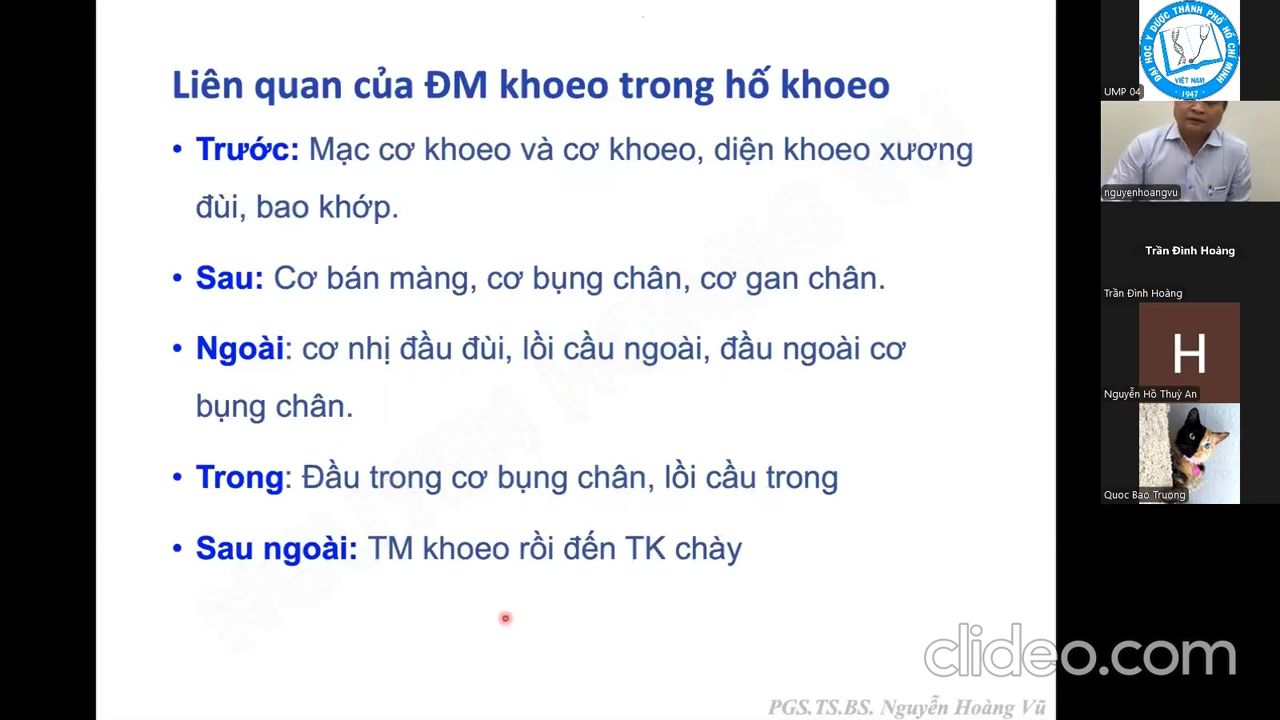 Liên quan của ĐM khoeo trong hố khoeo
• Trước: Mạc cơ khoeo và cơ khoeo, diện khoeo xương
đùi, bao khớp.
• Sau: Cơ bán màng, cơ bụng chân, cơ gan chân.
• Ngoài: cơ nhị đầu đùi, lồi cầu ngoài, đầu ngoài cơ
bụng chân.
• Trong: Đầu trong cơ bụng chân, lồi cầu trong
• Sau ngoài: TM khoeo rồi đến TK chày
PGS.TS.BS. Nguyễn Hoàng Vũ
clideo.com
ĐẠI HỌC Y DƯỢC THÀNH PHỐ HỒ CHÍ MINH
VIỆT NAM
1947
UMP 04
nguyenhoangvu
Trần Đình Hoàng
Trần Đình Hoàng
H
Nguyễn Hồ Thuỳ An
Quoc Bao Truong